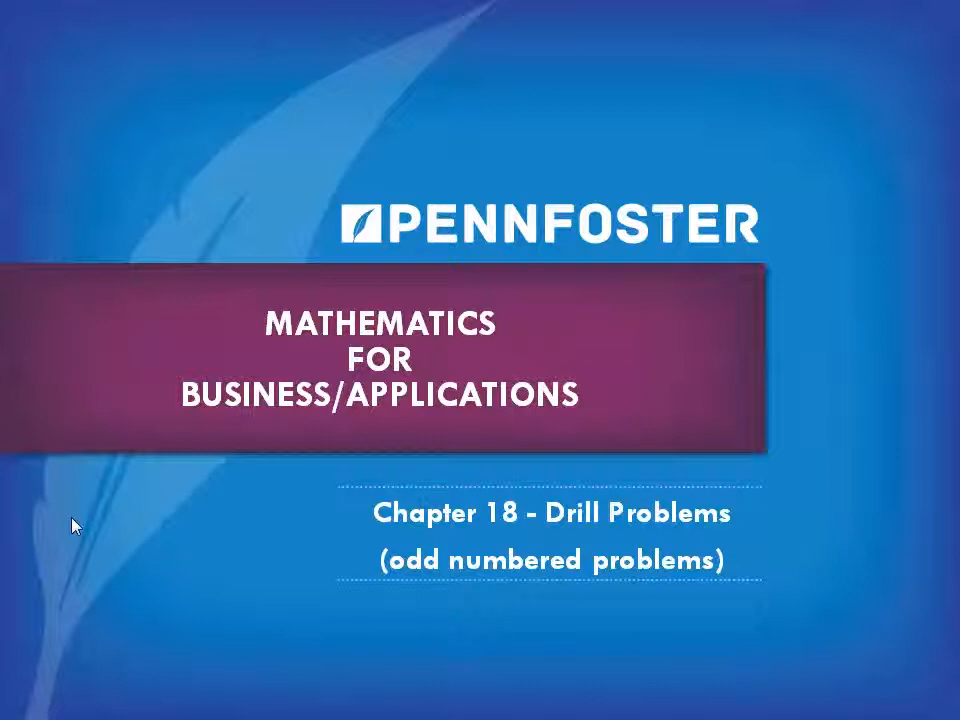 PENNFOSTER
MATHEMATICS
FOR
BUSINESS/APPLICATIONS
Chapter 18 - Drill Problems
(odd numbered problems)